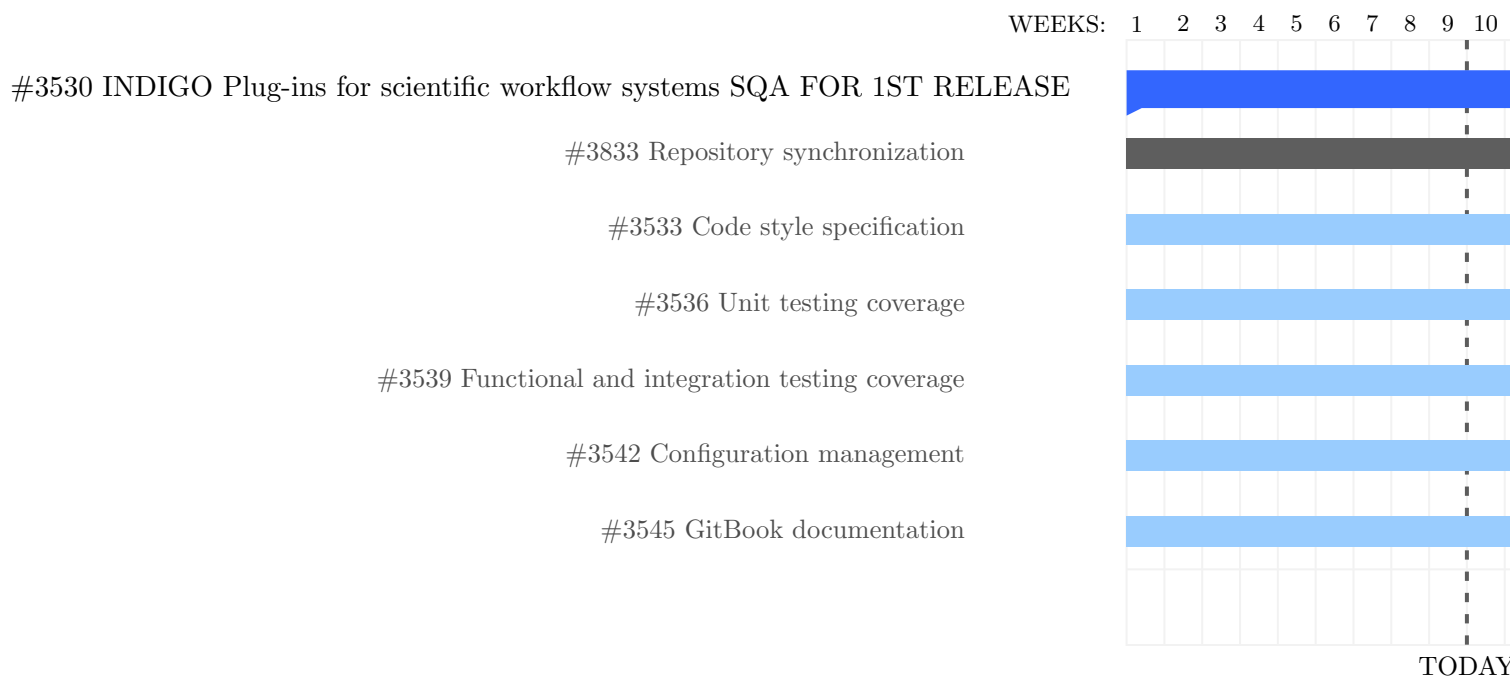 WEEKS: 1 2 3 4 5 6 7 8 9 10
#3530 INDIGO Plug-ins for scientific workflow systems SQA FOR 1ST RELEASE
#3833 Repository synchronization
#3533 Code style specification
#3536 Unit testing coverage
#3539 Functional and integration testing coverage
#3542 Configuration management
#3545 GitBook documentation
TODAY